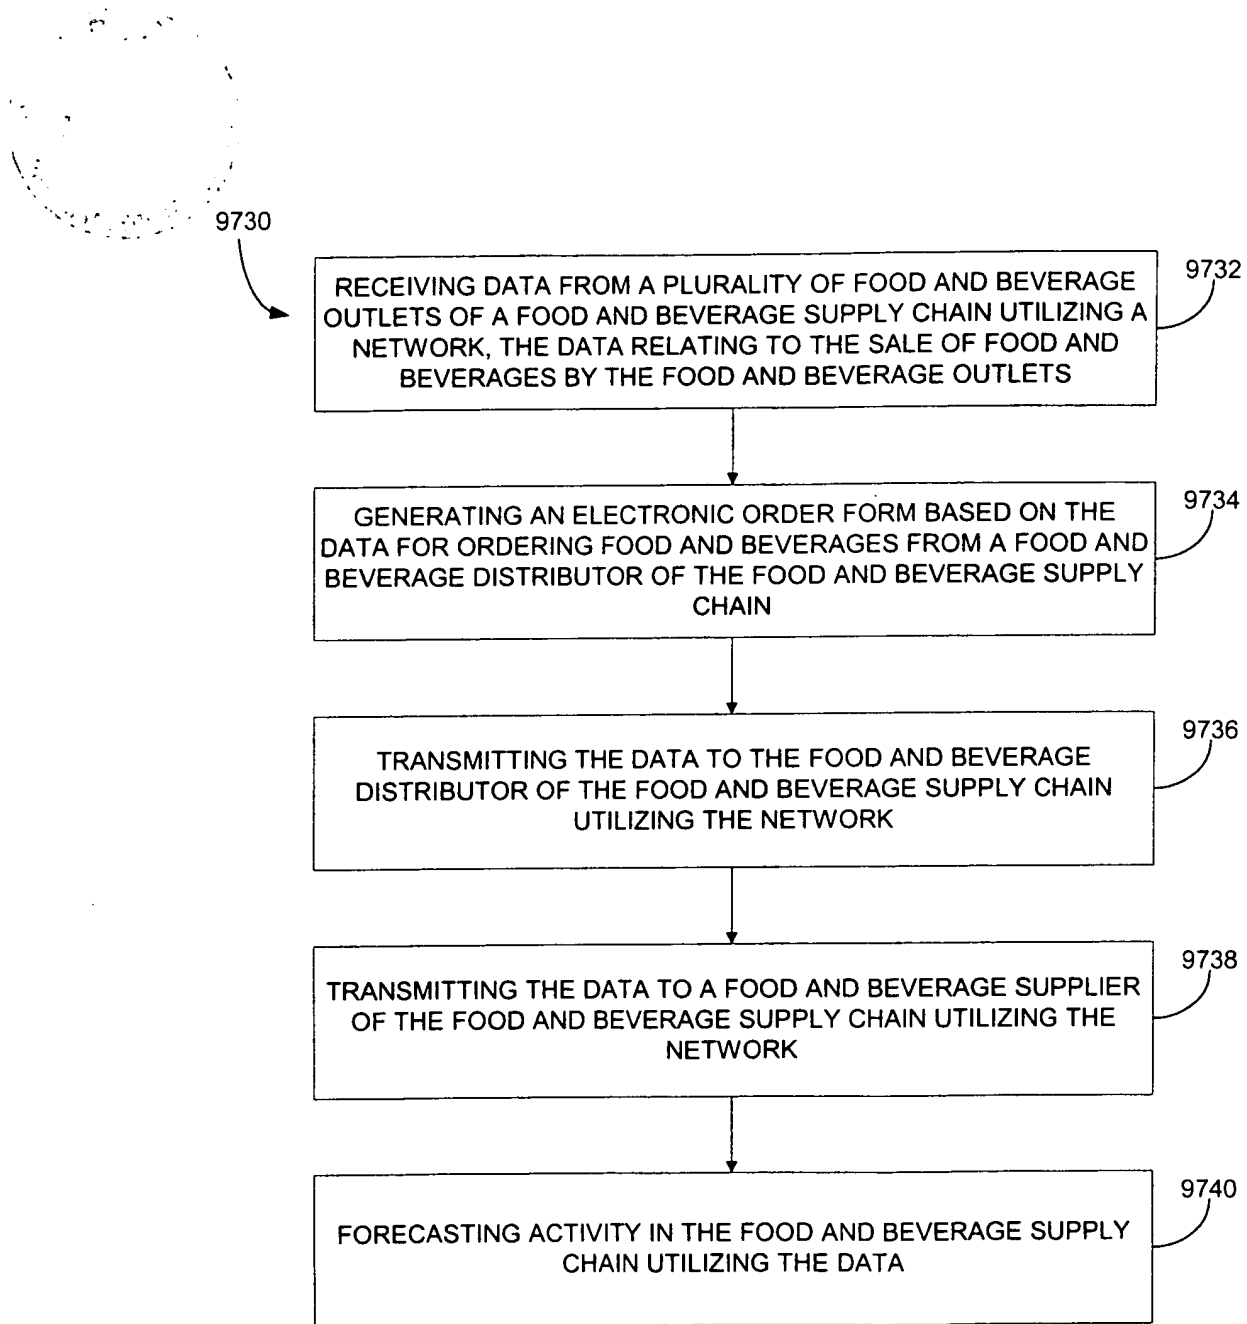 9730
9732
RECEIVING DATA FROM A PLURALITY OF FOOD AND BEVERAGE
OUTLETS OF A FOOD AND BEVERAGE SUPPLY CHAIN UTILIZING A
NETWORK, THE DATA RELATING TO THE SALE OF FOOD AND
BEVERAGES BY THE FOOD AND BEVERAGE OUTLETS
9734
GENERATING AN ELECTRONIC ORDER FORM BASED ON THE
DATA FOR ORDERING FOOD AND BEVERAGES FROM A FOOD AND
BEVERAGE DISTRIBUTOR OF THE FOOD AND BEVERAGE SUPPLY
CHAIN
9736
TRANSMITTING THE DATA TO THE FOOD AND BEVERAGE
DISTRIBUTOR OF THE FOOD AND BEVERAGE SUPPLY CHAIN
UTILIZING THE NETWORK
9738
TRANSMITTING THE DATA TO A FOOD AND BEVERAGE SUPPLIER
OF THE FOOD AND BEVERAGE SUPPLY CHAIN UTILIZING THE
NETWORK
9740
FORECASTING ACTIVITY IN THE FOOD AND BEVERAGE SUPPLY
CHAIN UTILIZING THE DATA